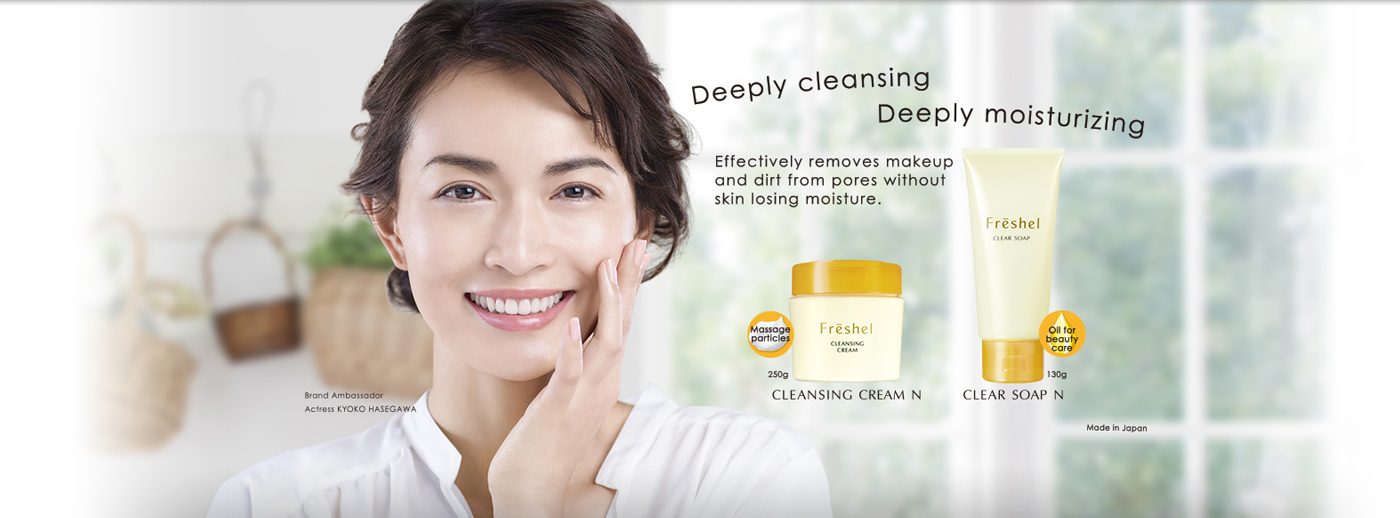 Deeply cleansing
Deeply moisturizing
Effectively removes makeup
and dirt from pores without
skin losing moisture.
Frēshel
CLEAR SOAP
Frēshel
CLEANSING
CREAM
Massage
particles
Oil for
beauty
care
250g
130g
CLEANSING CREAM N
CLEAR SOAP N
Brand Ambassador
Actress KYOKO HASEGAWA
Made in Japan